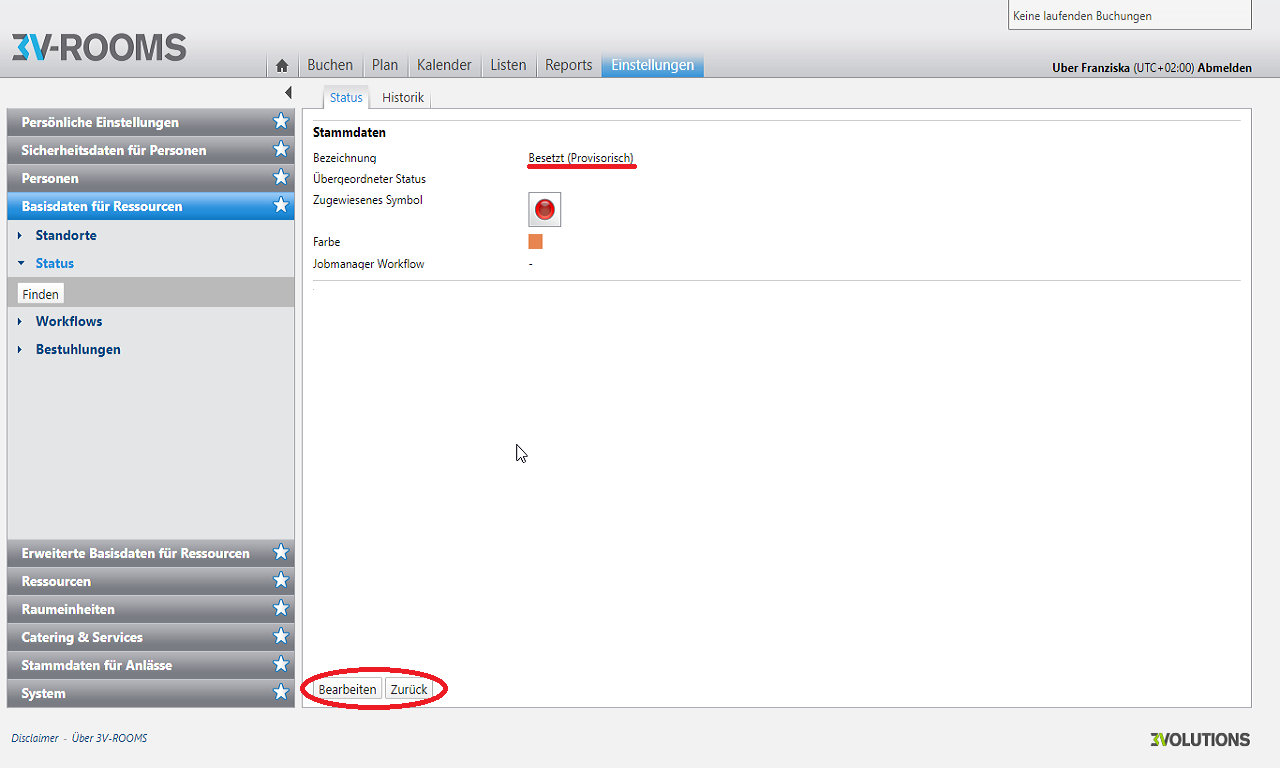 Keine laufenden Buchungen
3V-ROOMS
Buchen Plan Kalender Listen Reports Einstellungen
Uber Franziska (UTC+02:00) Abmelden
Status Historik
Persönliche Einstellungen
Sicherheitsdaten für Personen
Personen
Basisdaten für Ressourcen
Standorte
Status
Finden
Workflows
Bestuhlungen
Erweiterte Basisdaten für Ressourcen
Ressourcen
Raumeinheiten
Catering & Services
Stammdaten für Anlässe
System
Stammdaten
Bezeichnung Besetzt (Provisorisch)
Übergeordneter Status
Zugewiesenes Symbol
Farbe
Jobmanager Workflow -
Bearbeiten Zurück
Disclaimer - Über 3V-ROOMS
3VOLUTIONS